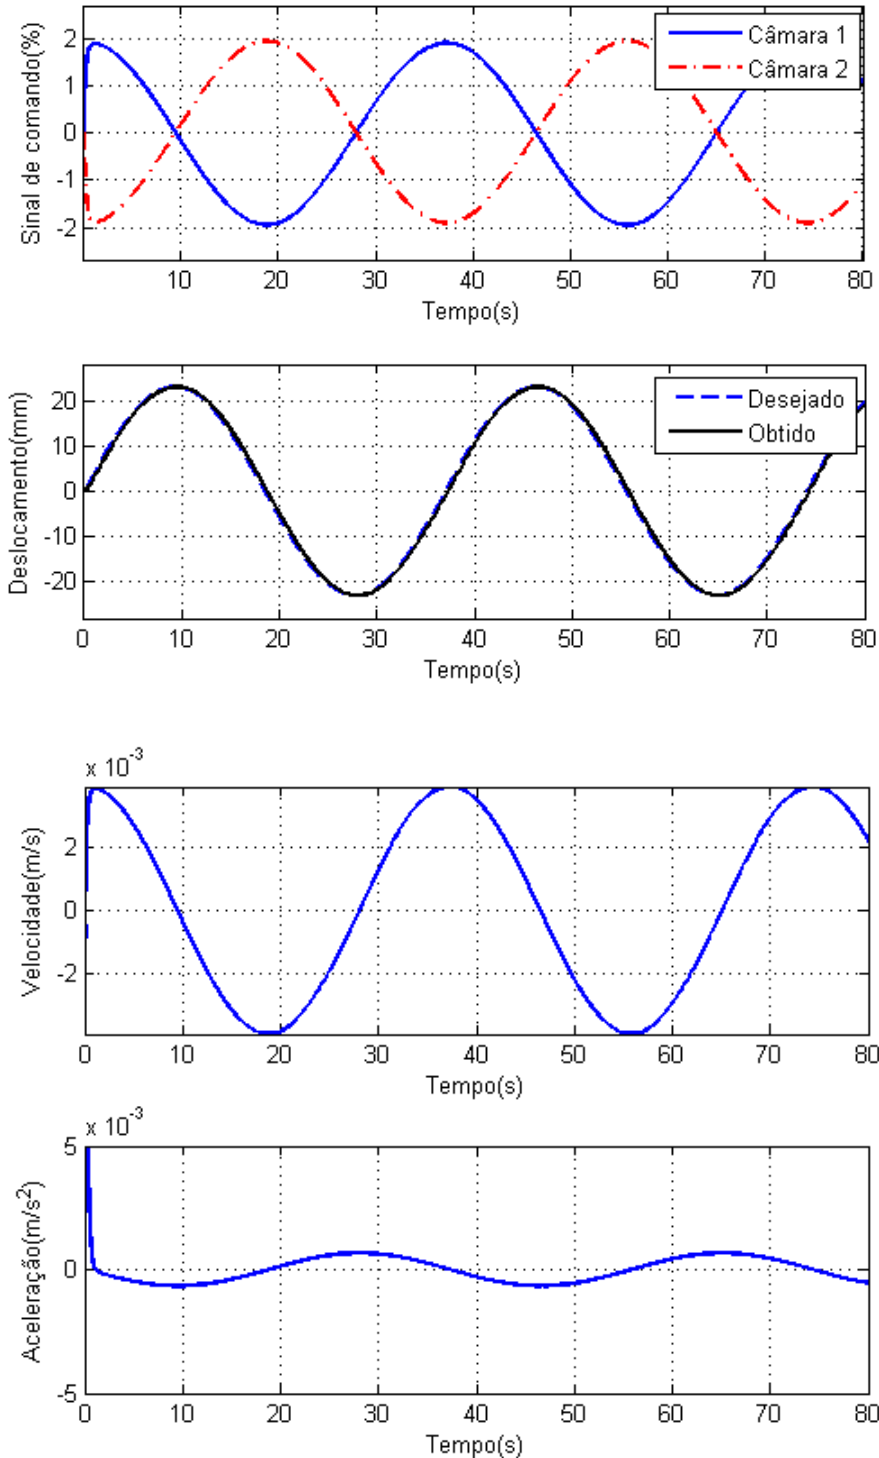 Sinal de comando(%)
2
1
0
-1
-2
Câmara 1
Câmara 2
10 20 30 40 50 60 70 80
Tempo(s)
Deslocamento(mm)
20
10
0
-10
-20
Desejado
Obtido
0 10 20 30 40 50 60 70 80
Tempo(s)
x 10⁻³
Velocidade(m/s)
2
0
-2
0 10 20 30 40 50 60 70 80
Tempo(s)
x 10⁻³
Aceleração(m/s²)
5
0
-5
0 10 20 30 40 50 60 70 80
Tempo(s)